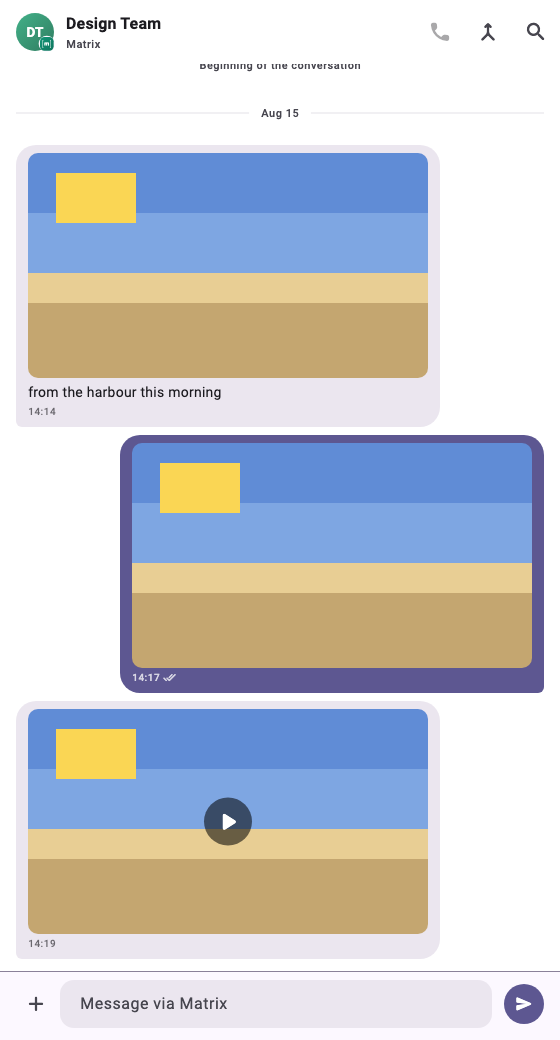 DT
Design Team
Matrix
Beginning of the conversation
Aug 15
from the harbour this morning
14:14
14:17
14:19
Message via Matrix